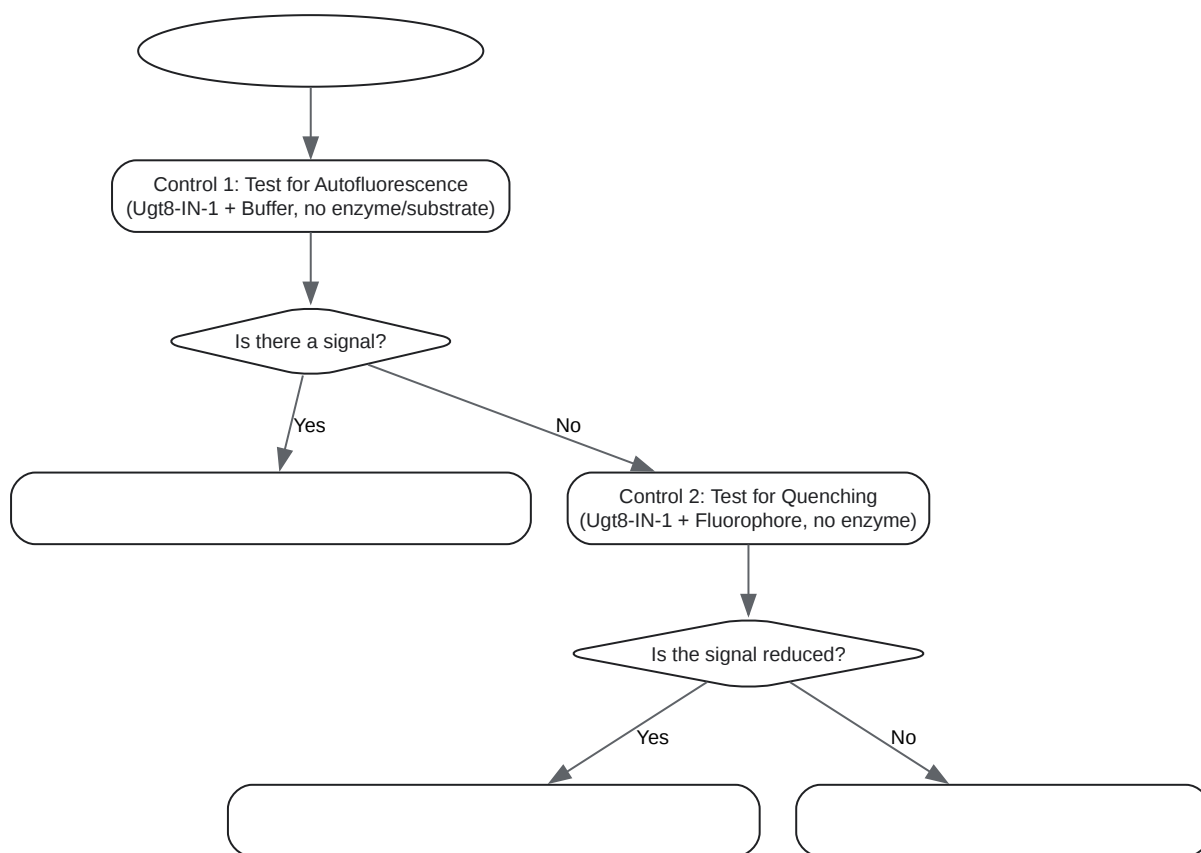 Control 1: Test for Autofluorescence
(Ugt8-IN-1 + Buffer, no enzyme/substrate)
Is there a signal?
Yes
No
Control 2: Test for Quenching
(Ugt8-IN-1 + Fluorophore, no enzyme)
Is the signal reduced?
Yes
No